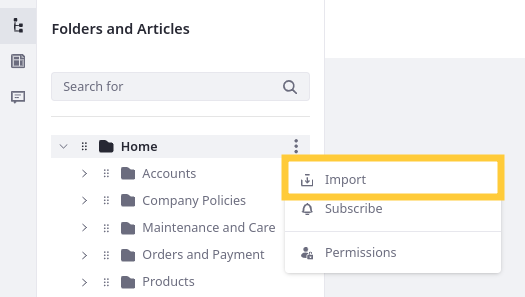 Folders and Articles
Search for
Home
Accounts
Import
Company Policies
Subscribe
Maintenance and Care
Orders and Payment
Permissions
Products